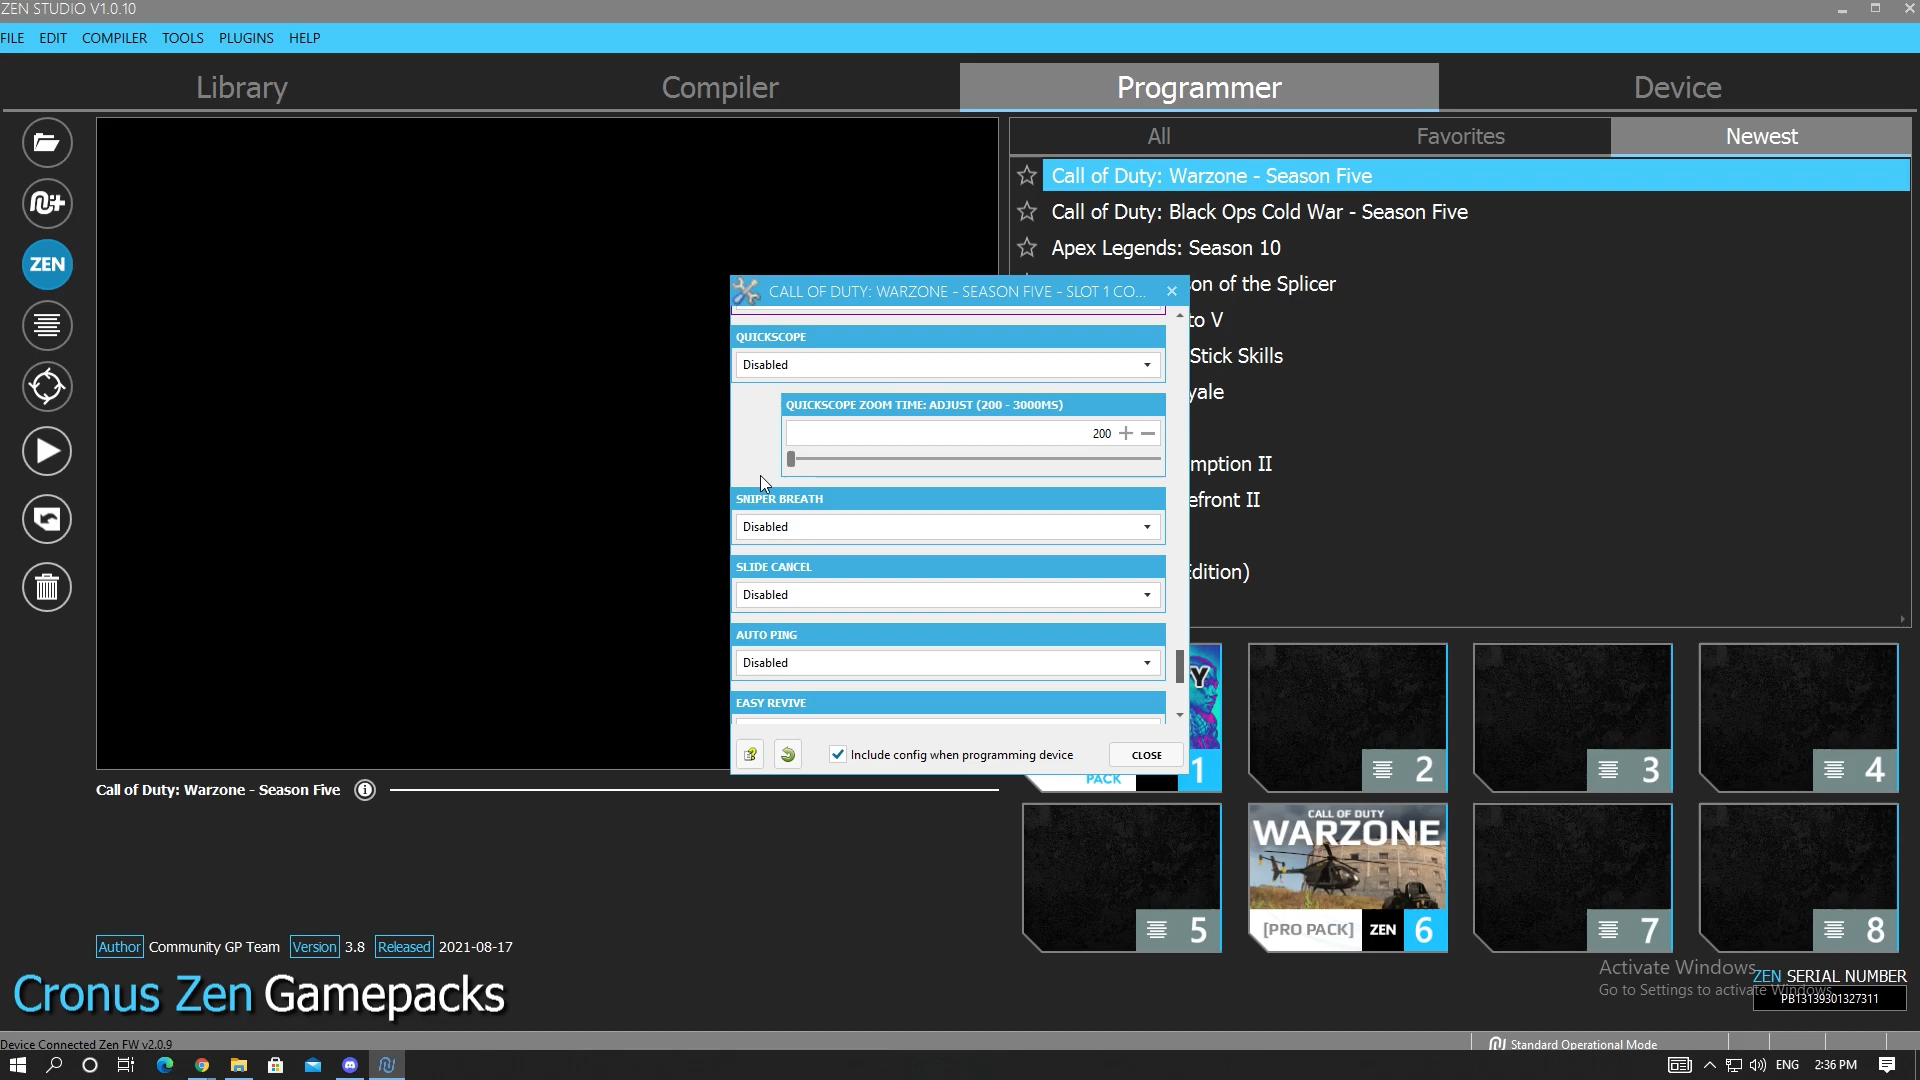 ZEN STUDIO V1.0.10
FILE EDIT COMPILER TOOLS PLUGINS HELP
Library Compiler Programmer Device
All Favorites Newest
Call of Duty: Warzone - Season Five
Call of Duty: Black Ops Cold War - Season Five
Apex Legends: Season 10
on of the Splicer
to V
Stick Skills
yale
mption II
efront II
Edition)
ZEN
CALL OF DUTY: WARZONE - SEASON FIVE - SLOT 1 CO...
QUICKSCOPE
Disabled
QUICKSCOPE ZOOM TIME: ADJUST (200 - 3000MS)
200
SNIPER BREATH
Disabled
SLIDE CANCEL
Disabled
AUTO PING
Disabled
EASY REVIVE
Include config when programming device
CLOSE
Y
PACK 1
2
3
4
5
CALL OF DUTY
WARZONE
[PRO PACK] ZEN 6
7
8
Call of Duty: Warzone - Season Five
Author Community GP Team Version 3.8 Released 2021-08-17
Cronus Zen Gamepacks
Activate Windows
Go to Settings to activate Windows.
ZEN SERIAL NUMBER
PB13139301327311
Device Connected Zen FW v2.0.9
Standard Operational Mode
ENG 2:36 PM